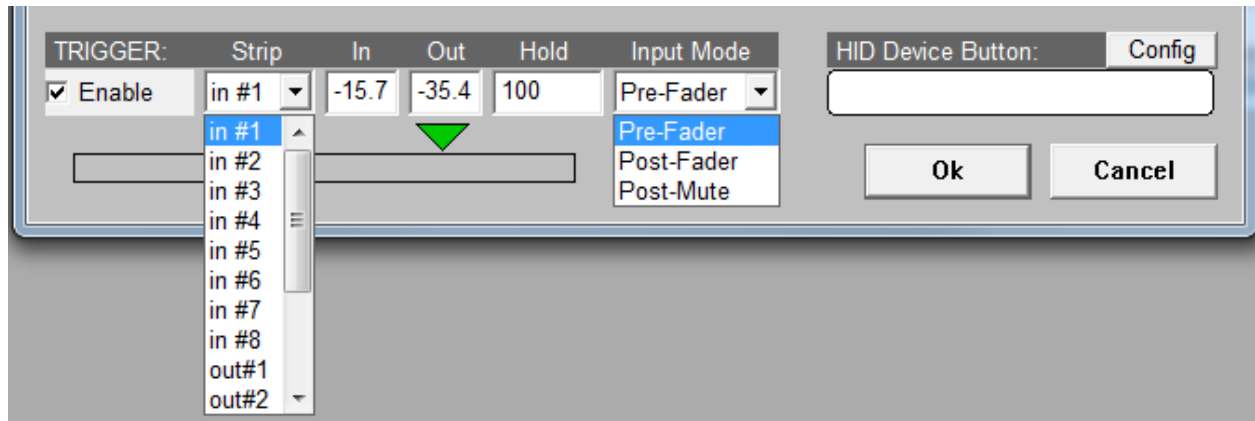 TRIGGER: Strip In Out Hold Input Mode HID Device Button: Config
Enable in #1 -15.7 -35.4 100 Pre-Fader
in #1 Pre-Fader
in #2 Post-Fader
in #3 Post-Mute
Ok Cancel
in #4
in #5
in #6
in #7
in #8
out#1
out#2